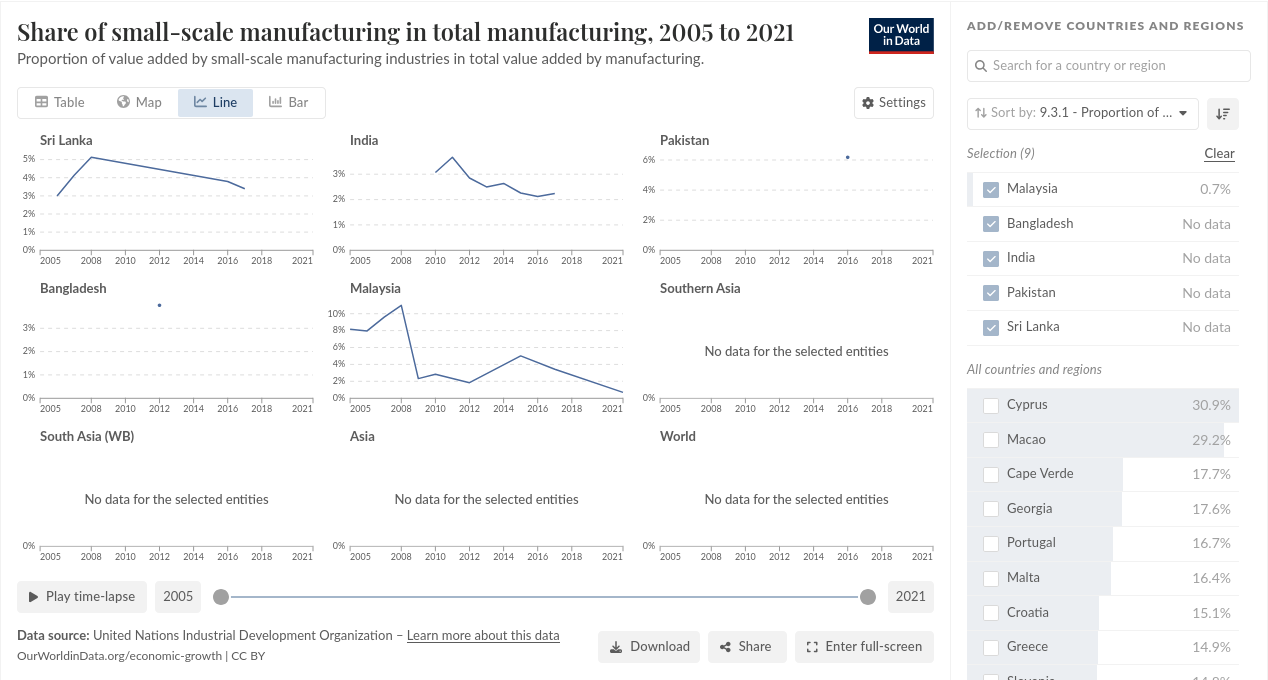 Share of small-scale manufacturing in total manufacturing, 2005 to 2021
Proportion of value added by small-scale manufacturing industries in total value added by manufacturing.
Our World
in Data
Table Map Line Bar
Settings
Sri Lanka
5%
4%
3%
2%
1%
0%
2005 2008 2010 2012 2014 2016 2018 2021
India
3%
2%
1%
0%
2005 2008 2010 2012 2014 2016 2018 2021
Pakistan
6%
4%
2%
0%
2005 2008 2010 2012 2014 2016 2018 2021
Bangladesh
3%
2%
1%
0%
2005 2008 2010 2012 2014 2016 2018 2021
Malaysia
10%
8%
6%
4%
2%
0%
2005 2008 2010 2012 2014 2016 2018 2021
Southern Asia
No data for the selected entities
0%
2005 2008 2010 2012 2014 2016 2018 2021
South Asia (WB)
No data for the selected entities
0%
2005 2008 2010 2012 2014 2016 2018 2021
Asia
No data for the selected entities
0%
2005 2008 2010 2012 2014 2016 2018 2021
World
No data for the selected entities
0%
2005 2008 2010 2012 2014 2016 2018 2021
Play time-lapse 2005 2021
Data source: United Nations Industrial Development Organization – Learn more about this data
OurWorldinData.org/economic-growth | CC BY
Download Share Enter full-screen
ADD/REMOVE COUNTRIES AND REGIONS
Search for a country or region
Sort by: 9.3.1 - Proportion of ...
Selection (9) Clear
Malaysia 0.7%
Bangladesh No data
India No data
Pakistan No data
Sri Lanka No data
All countries and regions
Cyprus 30.9%
Macao 29.2%
Cape Verde 17.7%
Georgia 17.6%
Portugal 16.7%
Malta 16.4%
Croatia 15.1%
Greece 14.9%